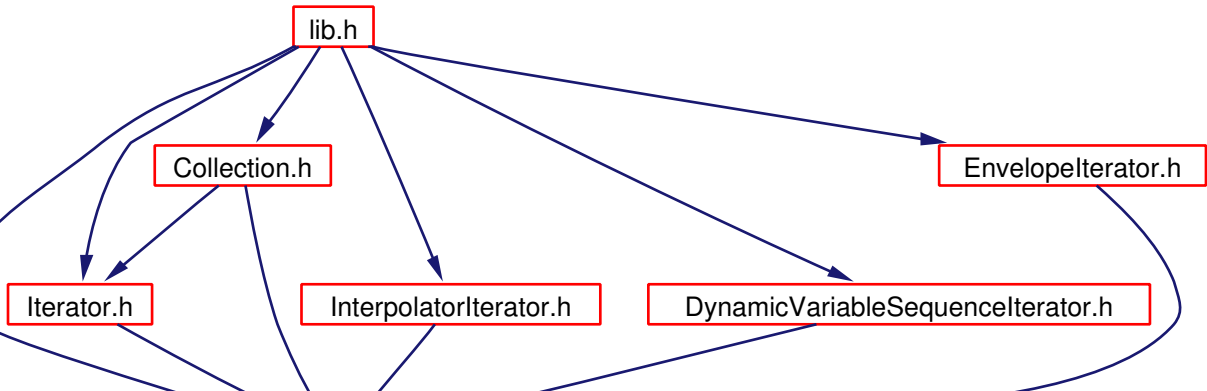 lib.h
Collection.h
EnvelopeIterator.h
Iterator.h
InterpolatorIterator.h
DynamicVariableSequenceIterator.h